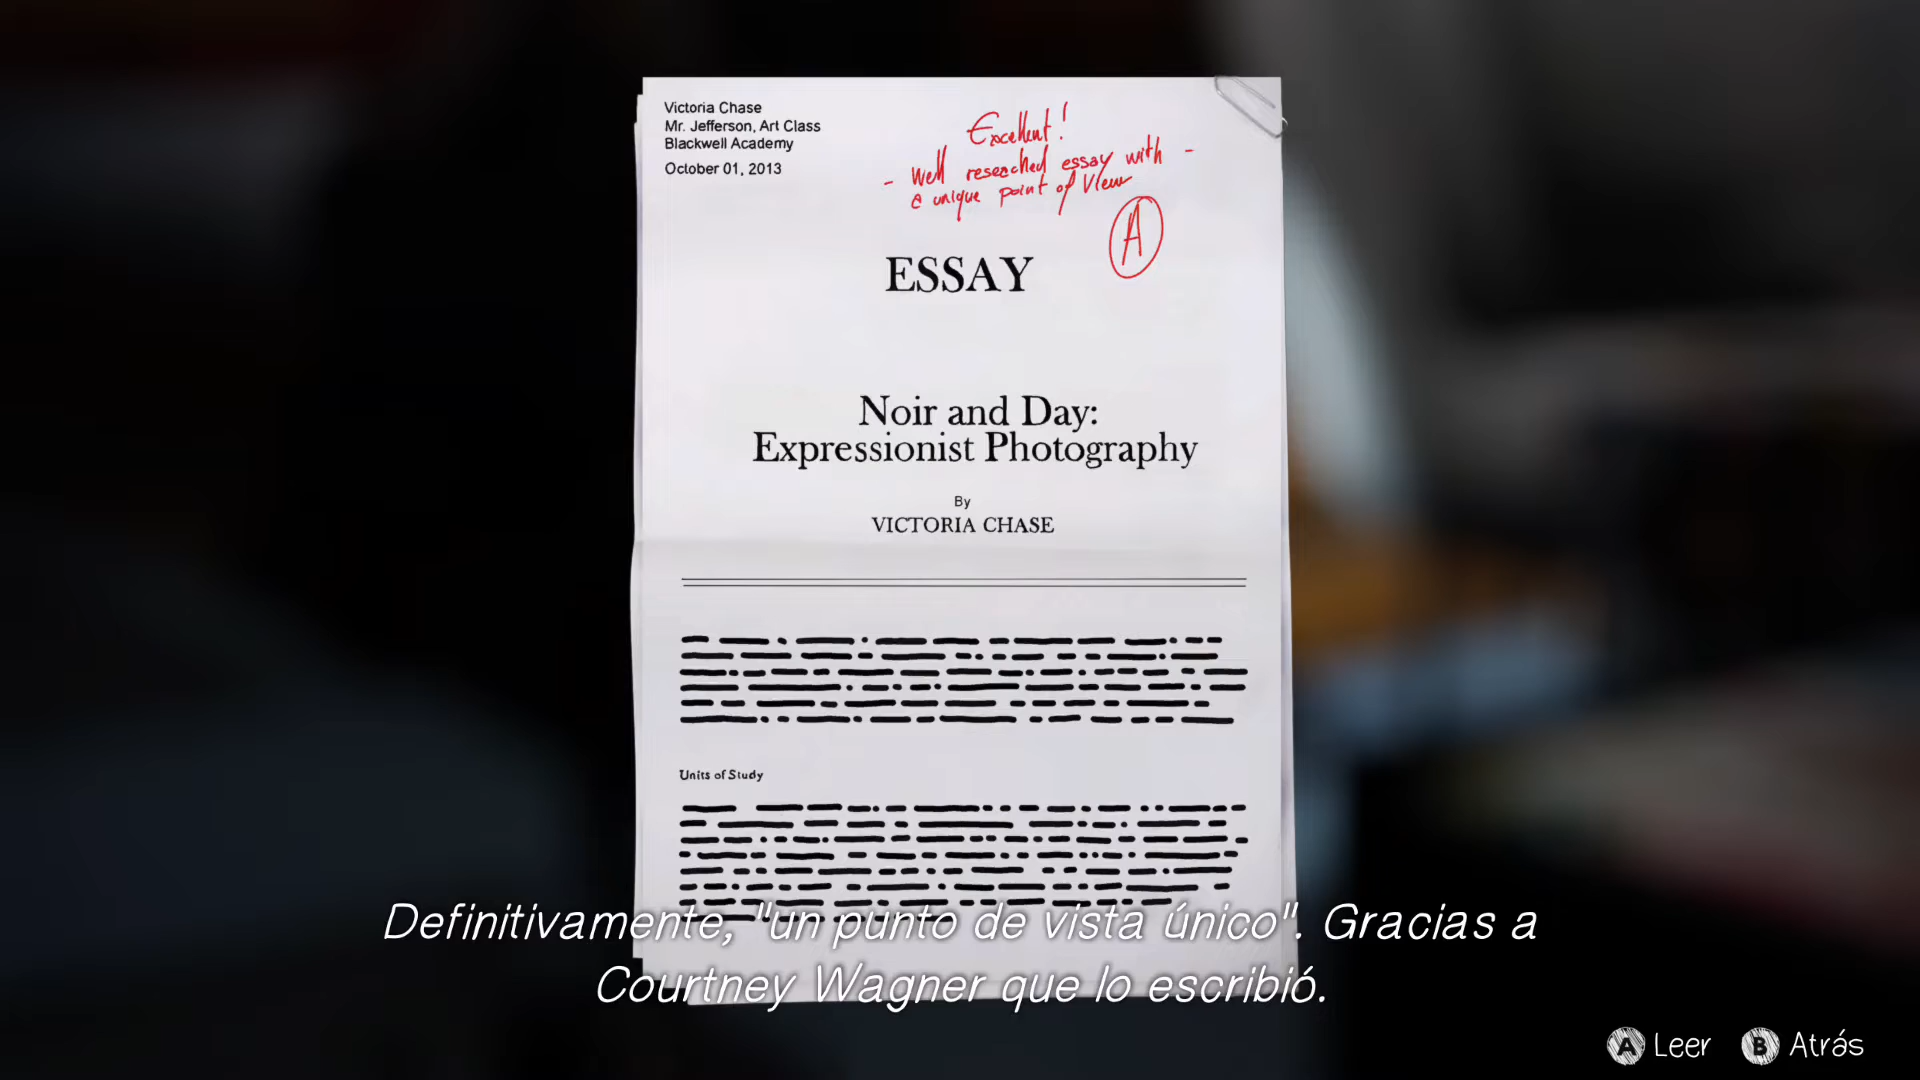 Victoria Chase
Mr. Jefferson, Art Class
Blackwell Academy
October 01, 2013
Excellent!
- Well reseached essay with -
a unique point of View
A
ESSAY
Noir and Day:
Expressionist Photography
By
VICTORIA CHASE
Units of Study
Definitivamente, "un punto de vista único". Gracias a
Courtney Wagner que lo escribió.
A Leer B Atrás